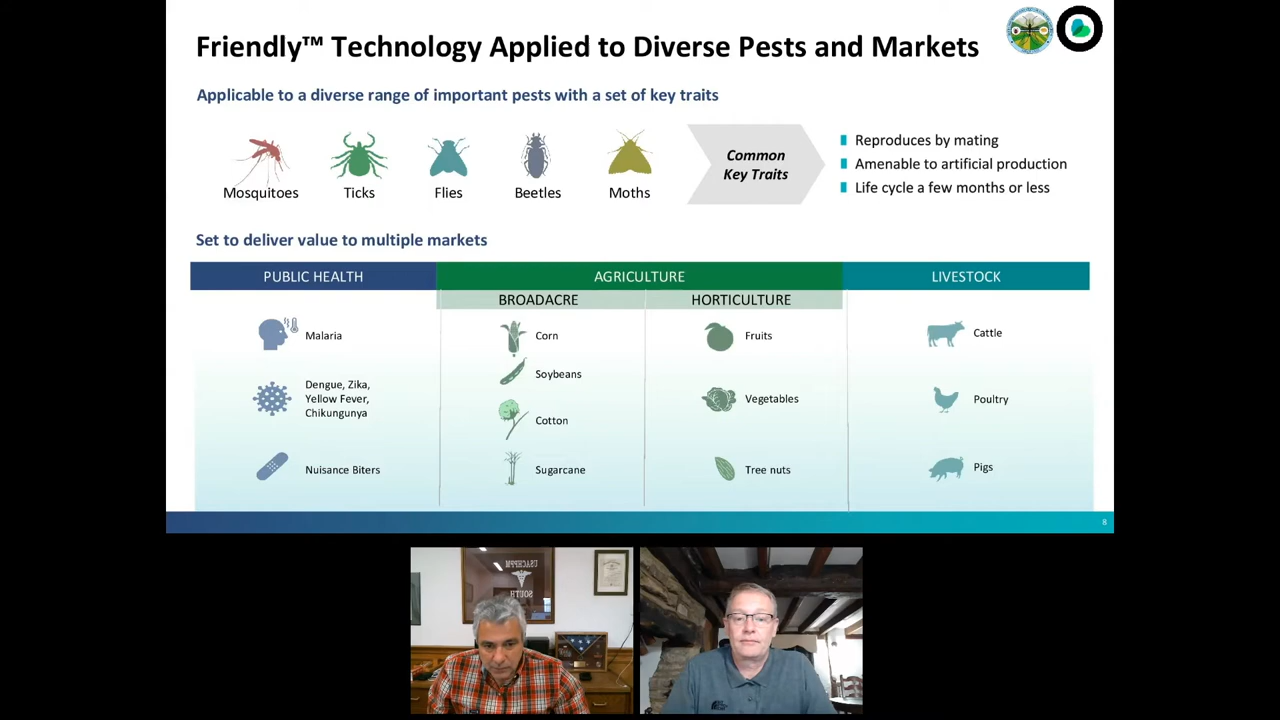 Friendly™ Technology Applied to Diverse Pests and Markets
Applicable to a diverse range of important pests with a set of key traits
Mosquitoes
Ticks
Flies
Beetles
Moths
Common
Key Traits
Reproduces by mating
Amenable to artificial production
Life cycle a few months or less
Set to deliver value to multiple markets
PUBLIC HEALTH
AGRICULTURE
LIVESTOCK
BROADACRE
HORTICULTURE
Malaria
Dengue, Zika,
Yellow Fever,
Chikungunya
Nuisance Biters
Corn
Soybeans
Cotton
Sugarcane
Fruits
Vegetables
Tree nuts
Cattle
Poultry
Pigs
8
USACHPPM
SOUTH